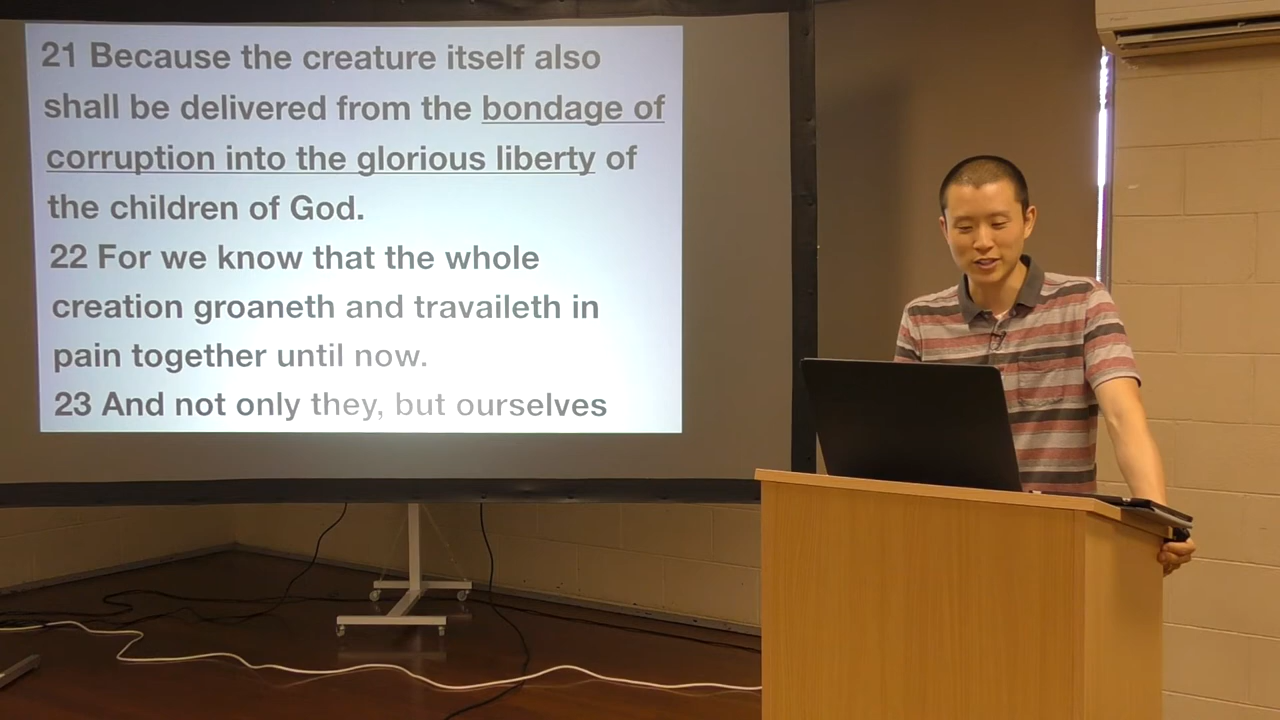 21 Because the creature itself also
shall be delivered from the bondage of
corruption into the glorious liberty of
the children of God.
22 For we know that the whole
creation groaneth and travaileth in
pain together until now.
23 And not only they, but ourselves